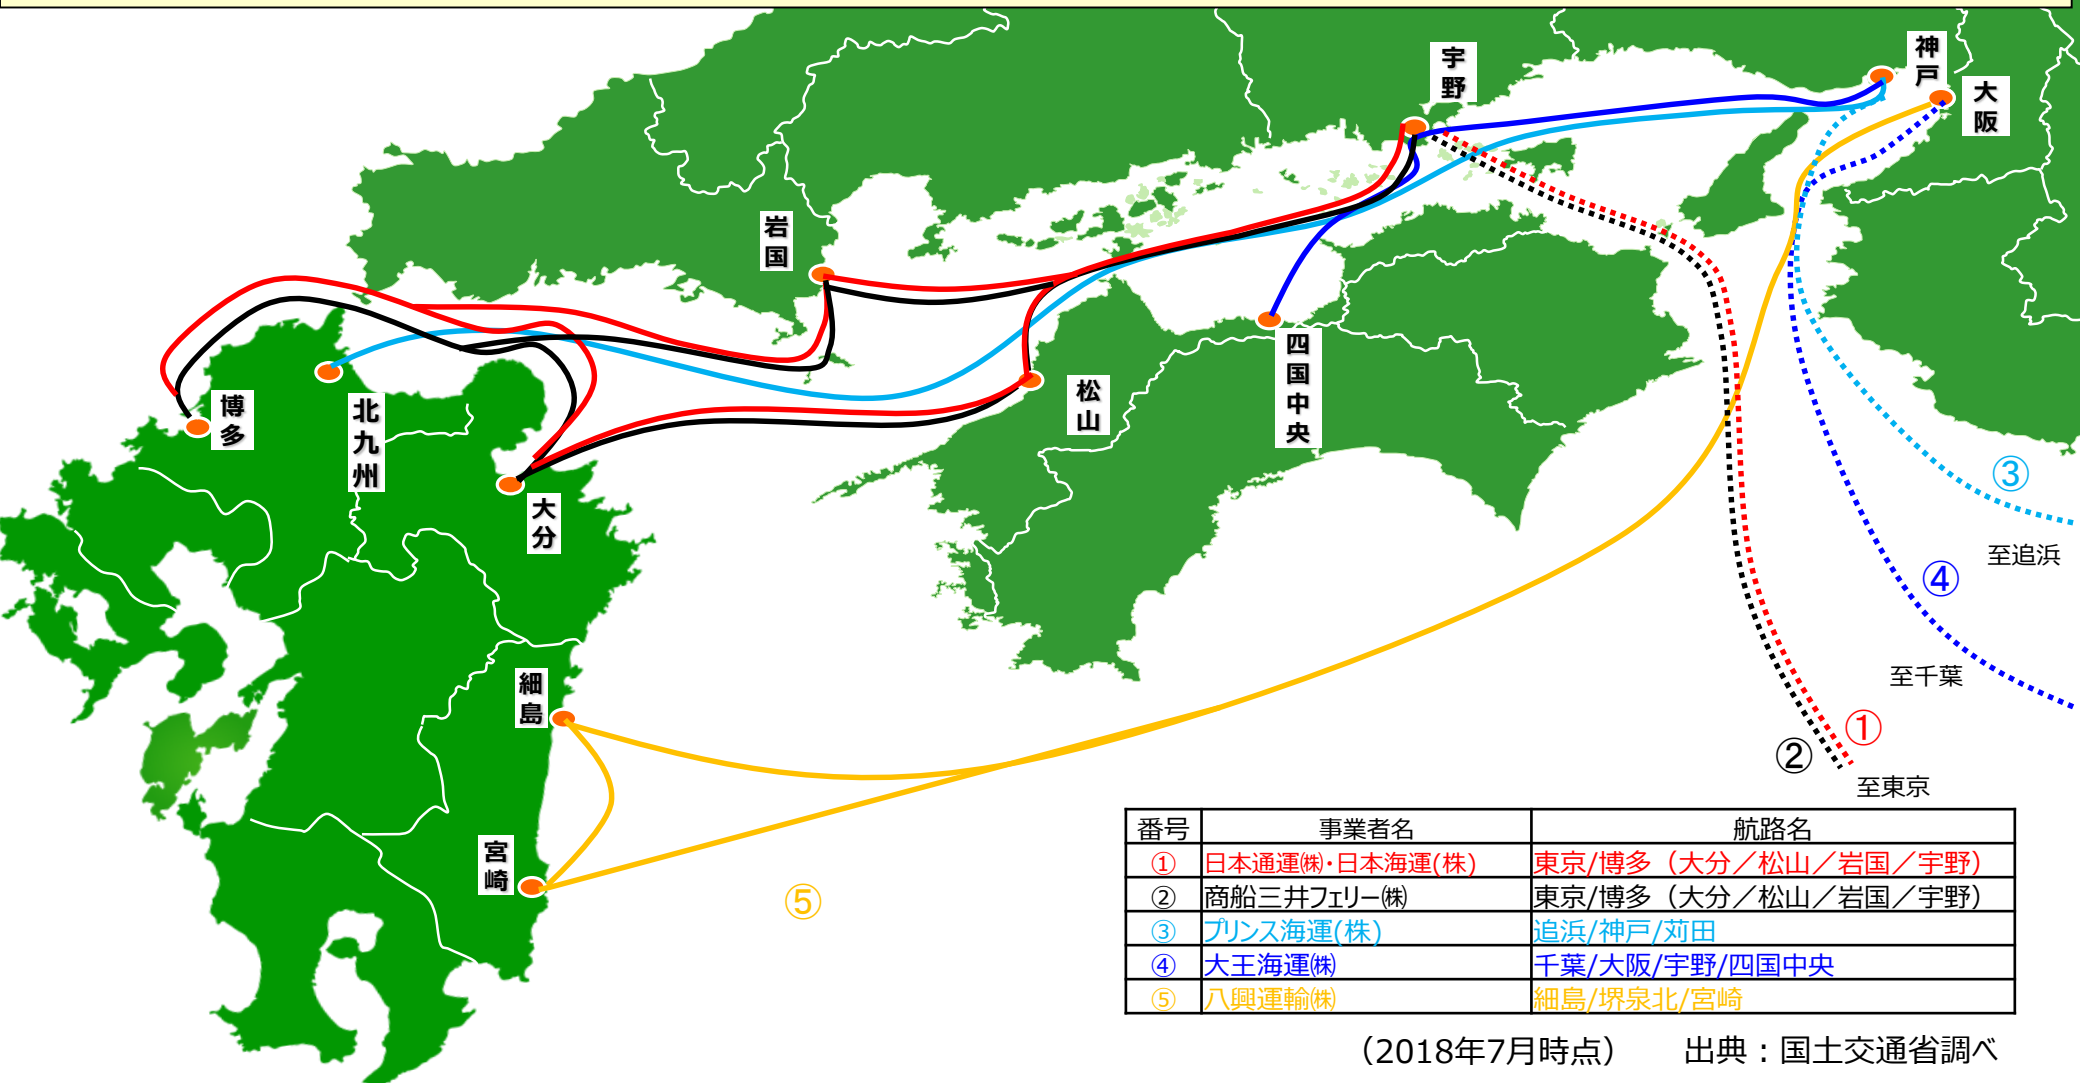 宇野
神戸
大阪
岩国
博多
北九州
松山
四国中央
大分
細島
宮崎
③
至追浜
④
至千葉
①
②
至東京
⑤
番号 事業者名 航路名
① 日本通運㈱・日本海運(株) 東京/博多（大分／松山／岩国／宇野）
② 商船三井フェリー㈱ 東京/博多（大分／松山／岩国／宇野）
③ プリンス海運(株) 追浜/神戸/苅田
④ 大王海運㈱ 千葉/大阪/宇野/四国中央
⑤ 八興運輸㈱ 細島/堺泉北/宮崎
（2018年7月時点） 出典：国土交通省調べ